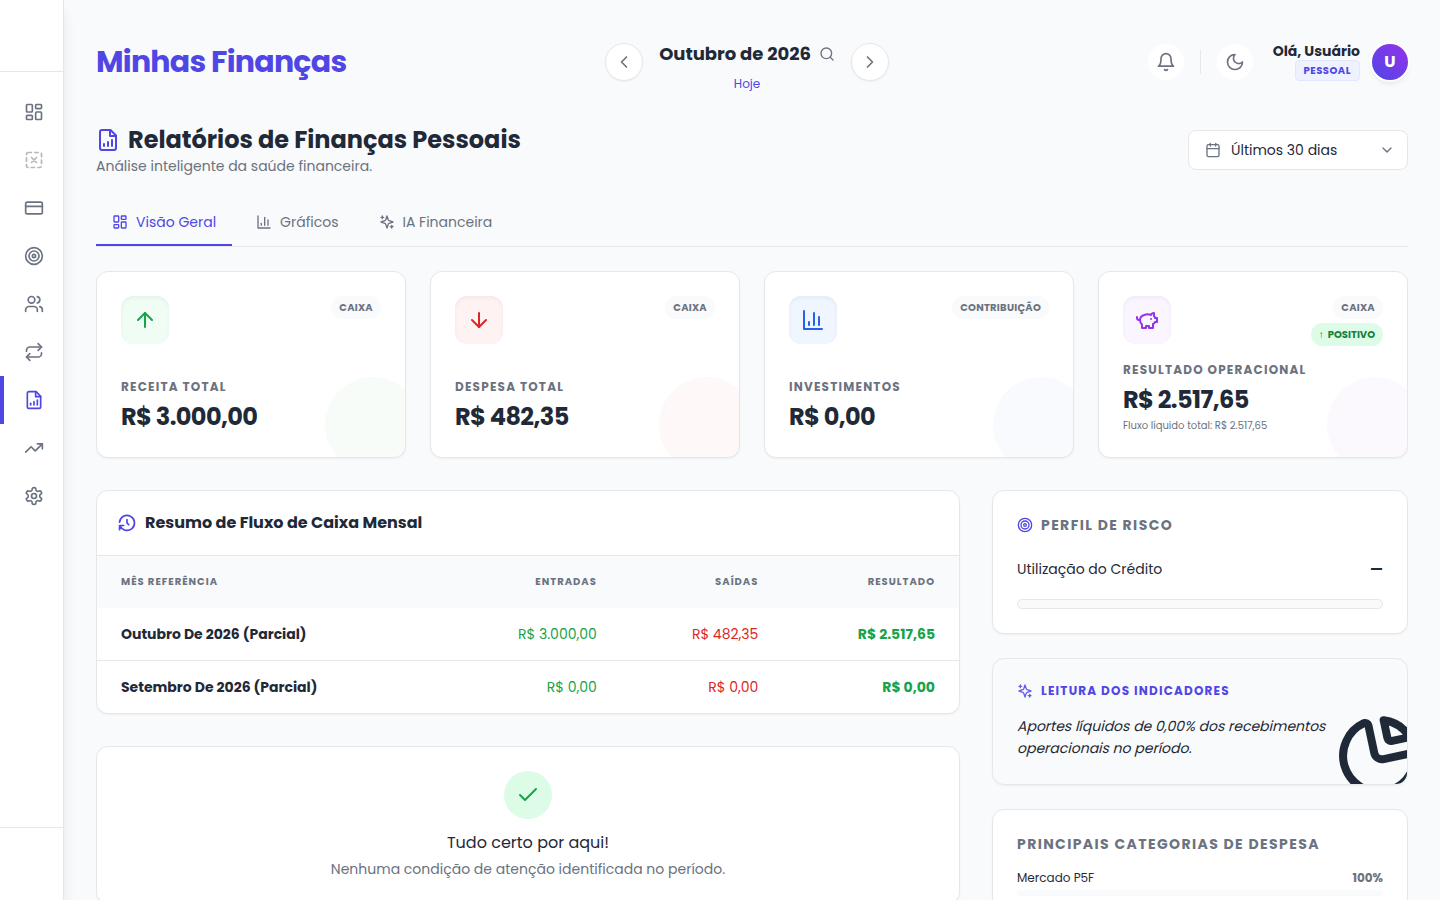 Minhas Finanças
Outubro de 2026
Hoje
Olá, Usuário
PESSOAL
U
Relatórios de Finanças Pessoais
Análise inteligente da saúde financeira.
Últimos 30 dias
Visão Geral
Gráficos
IA Financeira
CAIXA
RECEITA TOTAL
R$ 3.000,00
CAIXA
DESPESA TOTAL
R$ 482,35
CONTRIBUIÇÃO
INVESTIMENTOS
R$ 0,00
CAIXA
↑ POSITIVO
RESULTADO OPERACIONAL
R$ 2.517,65
Fluxo líquido total: R$ 2.517,65
Resumo de Fluxo de Caixa Mensal
MÊS REFERÊNCIA ENTRADAS SAÍDAS RESULTADO
Outubro De 2026 (Parcial) R$ 3.000,00 R$ 482,35 R$ 2.517,65
Setembro De 2026 (Parcial) R$ 0,00 R$ 0,00 R$ 0,00
Tudo certo por aqui!
Nenhuma condição de atenção identificada no período.
PERFIL DE RISCO
Utilização do Crédito —
LEITURA DOS INDICADORES
Aportes líquidos de 0,00% dos recebimentos
operacionais no período.
PRINCIPAIS CATEGORIAS DE DESPESA
Mercado P5F 100%